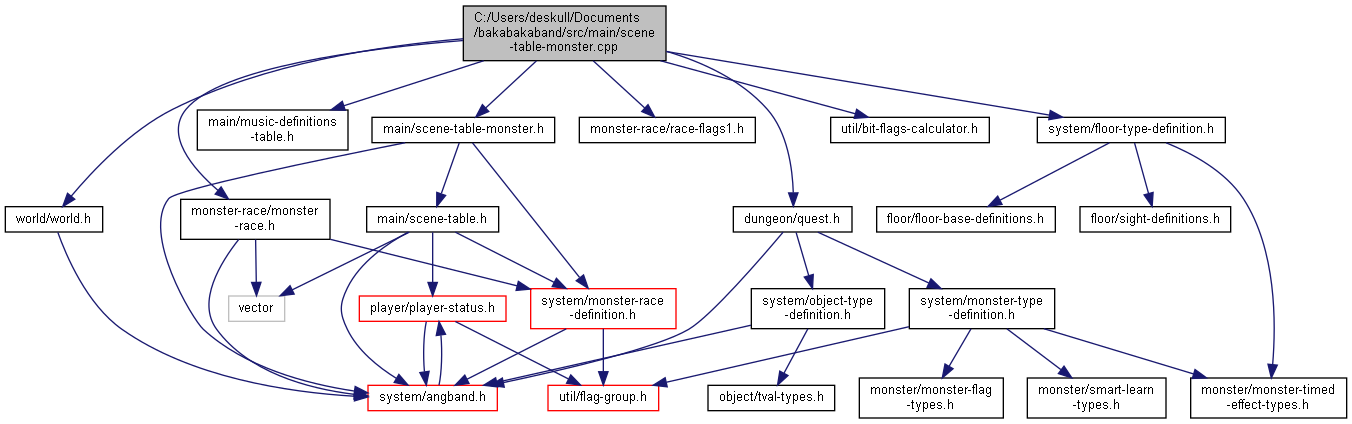 C:/Users/deskull/Documents
/bakabakaband/src/main/scene
-table-monster.cpp
main/music-definitions
-table.h
main/scene-table-monster.h
monster-race/race-flags1.h
util/bit-flags-calculator.h
system/floor-type-definition.h
world/world.h
monster-race/monster
-race.h
main/scene-table.h
dungeon/quest.h
floor/floor-base-definitions.h
floor/sight-definitions.h
vector
player/player-status.h
system/monster-race
-definition.h
system/object-type
-definition.h
system/monster-type
-definition.h
system/angband.h
util/flag-group.h
object/tval-types.h
monster/monster-flag
-types.h
monster/smart-learn
-types.h
monster/monster-timed
-effect-types.h